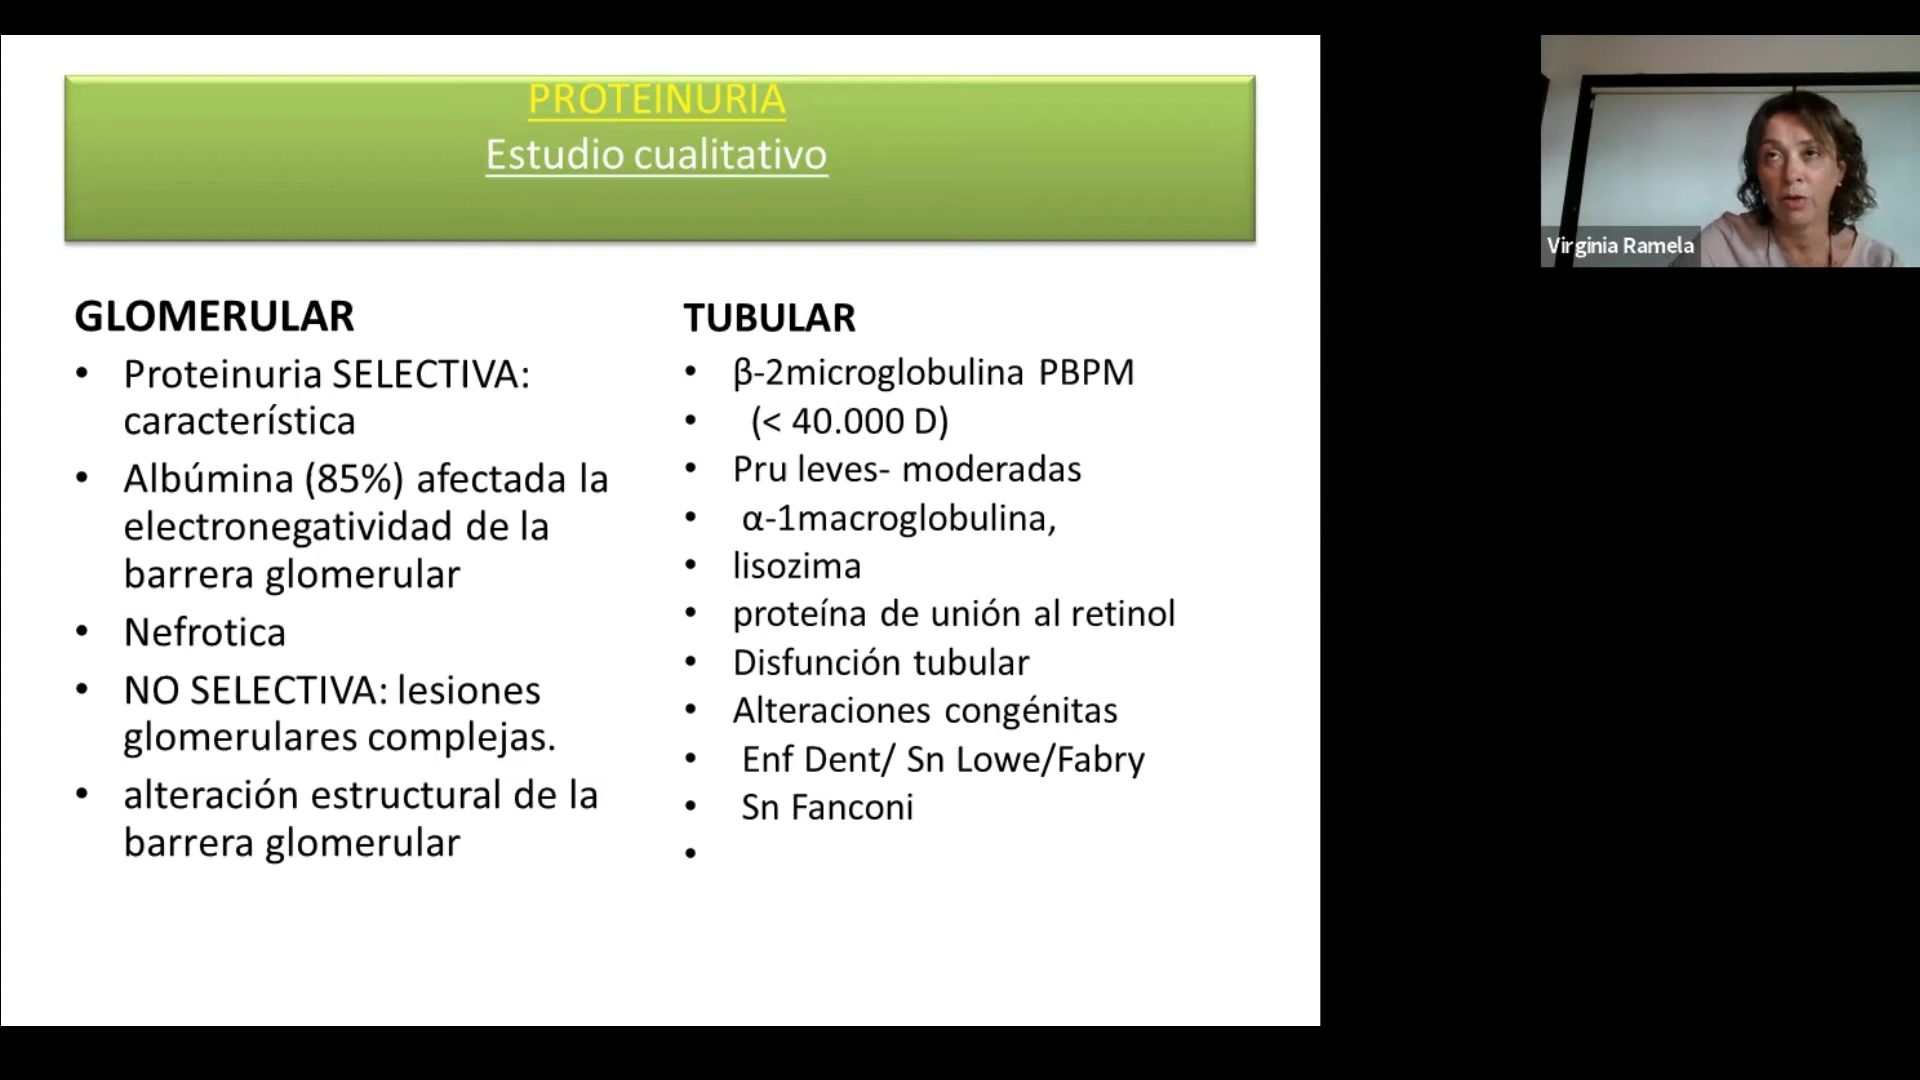 PROTEINURIA
Estudio cualitativo
GLOMERULAR
• Proteinuria SELECTIVA:
característica
• Albúmina (85%) afectada la
electronegatividad de la
barrera glomerular
• Nefrotica
• NO SELECTIVA: lesiones
glomerulares complejas.
• alteración estructural de la
barrera glomerular
TUBULAR
• β-2microglobulina PBPM
• (< 40.000 D)
• Pru leves- moderadas
• α-1macroglobulina,
• lisozima
• proteína de unión al retinol
• Disfunción tubular
• Alteraciones congénitas
• Enf Dent/ Sn Lowe/Fabry
• Sn Fanconi
•
Virginia Ramela